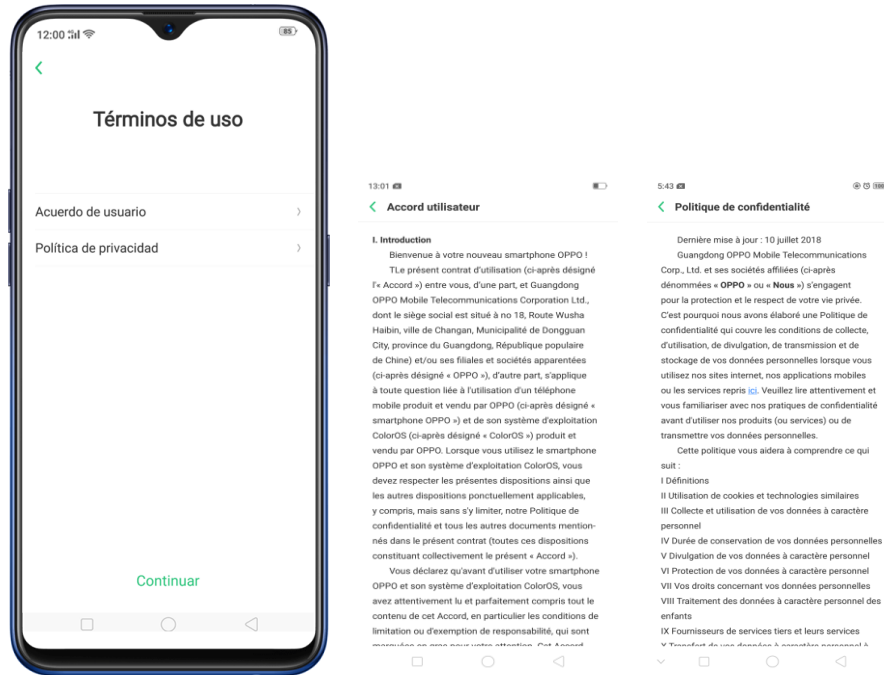 12:00
85
Términos de uso
Acuerdo de usuario
Política de privacidad
Continuar
13:01
Accord utilisateur
I. Introduction
Bienvenue à votre nouveau smartphone OPPO !
TLe présent contrat d'utilisation (ci-après désigné
l'« Accord ») entre vous, d'une part, et Guangdong
OPPO Mobile Telecommunications Corporation Ltd.,
dont le siège social est situé à no 18, Route Wusha
Haibin, ville de Changan, Municipalité de Dongguan
City, province du Guangdong, République populaire
de Chine) et/ou ses filiales et sociétés apparentées
(ci-après désigné « OPPO »), d'autre part, s'applique
à toute question liée à l'utilisation d'un téléphone
mobile produit et vendu par OPPO (ci-après désigné «
smartphone OPPO ») et de son système d'exploitation
ColorOS (ci-après désigné « ColorOS ») produit et
vendu par OPPO. Lorsque vous utilisez le smartphone
OPPO et son système d'exploitation ColorOS, vous
devez respecter les présentes dispositions ainsi que
les autres dispositions ponctuellement applicables,
y compris, mais sans s'y limiter, notre Politique de
confidentialité et tous les autres documents mention-
nés dans le présent contrat (toutes ces dispositions
constituant collectivement le présent « Accord »).
Vous déclarez qu'avant d'utiliser votre smartphone
OPPO et son système d'exploitation ColorOS, vous
avez attentivement lu et parfaitement compris tout le
contenu de cet Accord, en particulier les conditions de
limitation ou d'exemption de responsabilité, qui sont
marquées en gras pour votre attention. Cet Accord
5:43
100
Politique de confidentialité
Dernière mise à jour : 10 juillet 2018
Guangdong OPPO Mobile Telecommunications
Corp., Ltd. et ses sociétés affiliées (ci-après
dénommées « OPPO » ou « Nous ») s'engagent
pour la protection et le respect de votre vie privée.
C'est pourquoi nous avons élaboré une Politique de
confidentialité qui couvre les conditions de collecte,
d'utilisation, de divulgation, de transmission et de
stockage de vos données personnelles lorsque vous
utilisez nos sites internet, nos applications mobiles
ou les services repris ici. Veuillez lire attentivement et
vous familiariser avec nos pratiques de confidentialité
avant d'utiliser nos produits (ou services) ou de
transmettre vos données personnelles.
Cette politique vous aidera à comprendre ce qui
suit :
I Définitions
II Utilisation de cookies et technologies similaires
III Collecte et utilisation de vos données à caractère
personnel
IV Durée de conservation de vos données personnelles
V Divulgation de vos données à caractère personnel
VI Protection de vos données à caractère personnel
VII Vos droits concernant vos données personnelles
VIII Traitement des données à caractère personnel des
enfants
IX Fournisseurs de services tiers et leurs services
X Transfert de vos données à caractère personnel à